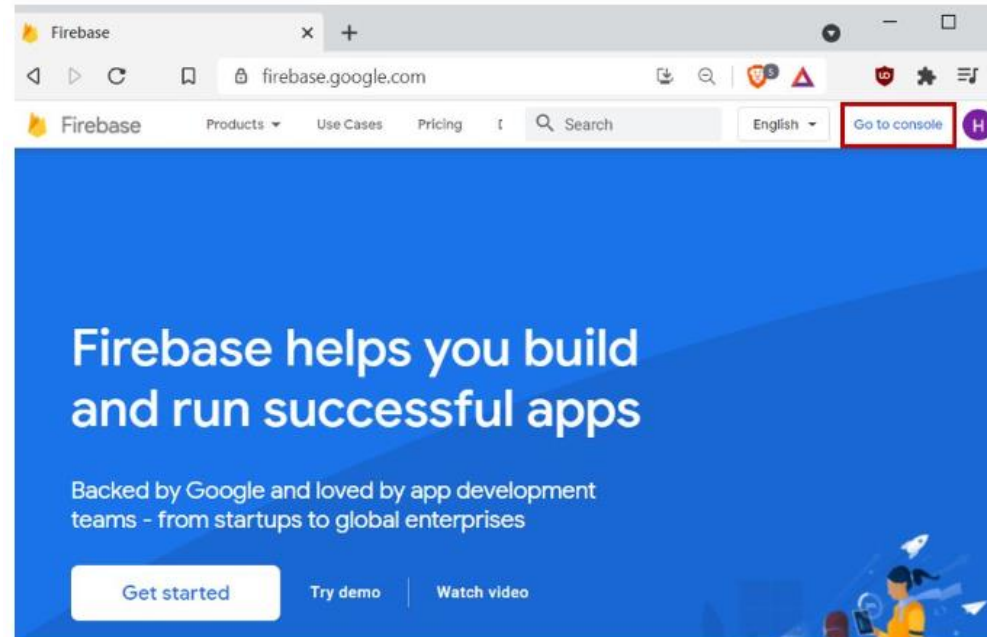 Firebase
firebase.google.com
5
Firebase Products Use Cases Pricing Search English Go to console H
Firebase helps you build
and run successful apps
Backed by Google and loved by app development
teams - from startups to global enterprises
Get started Try demo Watch video